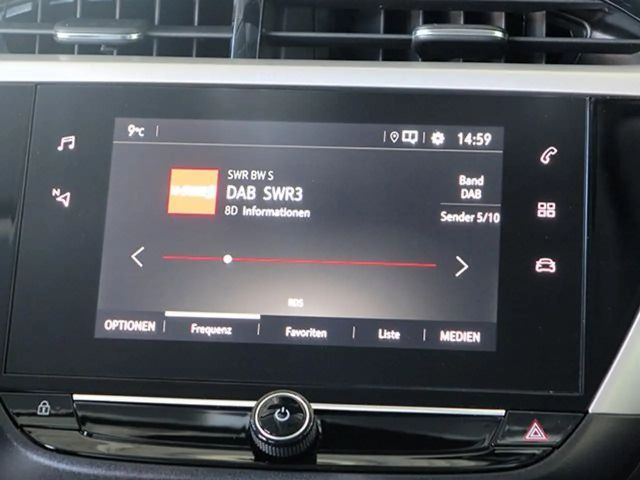 9°C
14:59
SWR BW S
DAB SWR3
8D Informationen
Band
DAB
Sender 5/10
RDS
OPTIONEN
Frequenz
Favoriten
Liste
MEDIEN
N